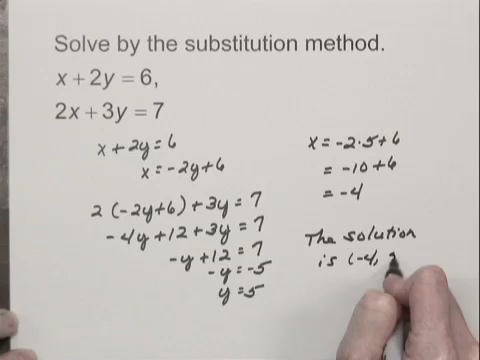 Solve by the substitution method.
x + 2y = 6,
2x + 3y = 7
x + 2y = 6
x = -2y + 6
2 (-2y+6) + 3y = 7
-4y + 12 + 3y = 7
-y + 12 = 7
-y = -5
y = 5
x = -2·5 + 6
= -10 + 6
= -4
The solution
is (-4,